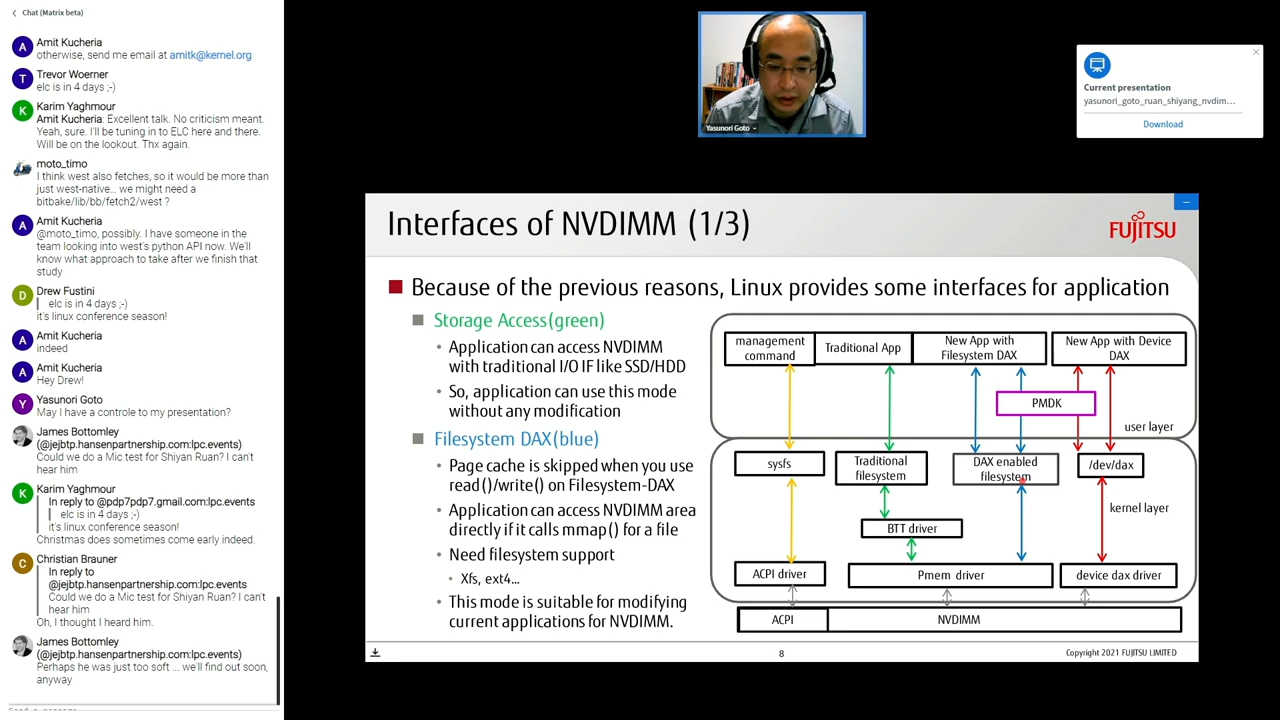 Chat (Matrix beta)
A
Amit Kucheria
otherwise, send me email at amitk@kernel.org
T
Trevor Woerner
elc is in 4 days ;-)
K
Karim Yaghmour
Amit Kucheria: Excellent talk. No criticism meant.
Yeah, sure. I'll be tuning in to ELC here and there.
Will be on the lookout. Thx again.
moto_timo
I think west also fetches, so it would be more than
just west-native... we might need a
bitbake/lib/bb/fetch2/west ?
A
Amit Kucheria
@moto_timo, possibly. I have someone in the
team looking into west's python API now. We'll
know what approach to take after we finish that
study
D
Drew Fustini
elc is in 4 days ;-)
it's linux conference season!
A
Amit Kucheria
indeed
A
Amit Kucheria
Hey Drew!
Y
Yasunori Goto
May I have a controle to my presentation?
James Bottomley
(@jejbtp.hansenpartnership.com:lpc.events)
Could we do a Mic test for Shiyan Ruan? I can't
hear him
K
Karim Yaghmour
In reply to @pdp7pdp7.gmail.com:lpc.events
elc is in 4 days ;-)
it's linux conference season!
Christmas does sometimes come early indeed.
C
Christian Brauner
In reply to
@jejbtp.hansenpartnership.com:lpc.events
Could we do a Mic test for Shiyan Ruan? I can't
hear him
Oh, I thought I heard him.
James Bottomley
(@jejbtp.hansenpartnership.com:lpc.events)
Perhaps he was just too soft ... we'll find out soon,
anyway
Yasunori Goto
Current presentation
yasunori_goto_ruan_shiyang_nvdim...
Download
Interfaces of NVDIMM (1/3)
FUJITSU
Because of the previous reasons, Linux provides some interfaces for application
Storage Access(green)
• Application can access NVDIMM
with traditional I/O IF like SSD/HDD
• So, application can use this mode
without any modification
Filesystem DAX(blue)
• Page cache is skipped when you use
read()/write() on Filesystem-DAX
• Application can access NVDIMM area
directly if it calls mmap() for a file
• Need filesystem support
• Xfs, ext4...
• This mode is suitable for modifying
current applications for NVDIMM.
management
command
Traditional App
New App with
Filesystem DAX
New App with Device
DAX
PMDK
user layer
sysfs
Traditional
filesystem
DAX enabled
filesystem
/dev/dax
kernel layer
BTT driver
ACPI driver
Pmem driver
device dax driver
ACPI
NVDIMM
8
Copyright 2021 FUJITSU LIMITED